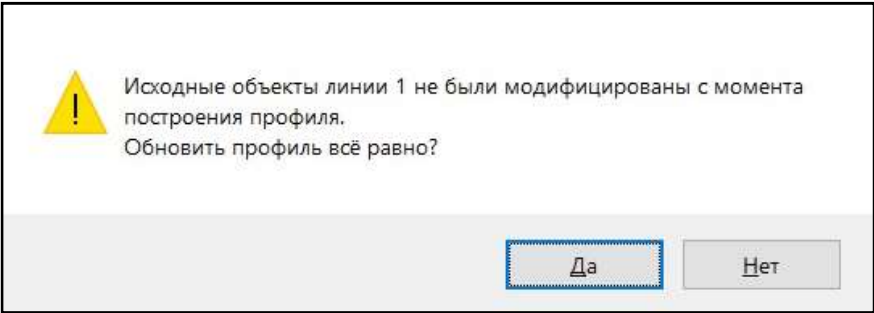 Исходные объекты линии 1 не были модифицированы с момента
построения профиля.
Обновить профиль всё равно?
Да
Нет